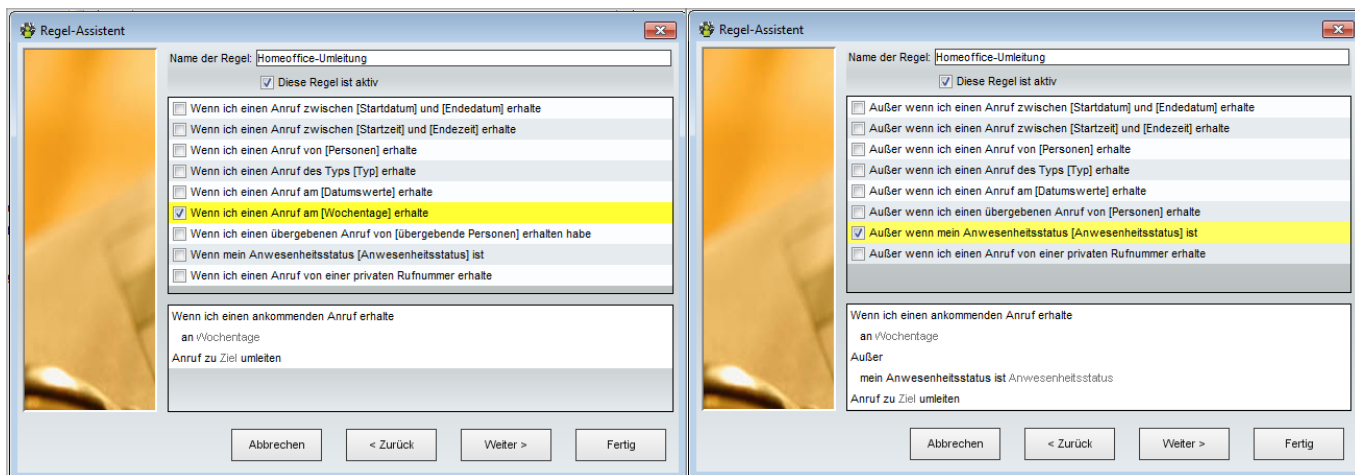 Regel-Assistent
Name der Regel: Homeoffice-Umleitung
Diese Regel ist aktiv
Wenn ich einen Anruf zwischen [Startdatum] und [Endedatum] erhalte
Wenn ich einen Anruf zwischen [Startzeit] und [Endezeit] erhalte
Wenn ich einen Anruf von [Personen] erhalte
Wenn ich einen Anruf des Typs [Typ] erhalte
Wenn ich einen Anruf am [Datumswerte] erhalte
Wenn ich einen Anruf am [Wochentage] erhalte
Wenn ich einen übergebenen Anruf von [übergebende Personen] erhalten habe
Wenn mein Anwesenheitsstatus [Anwesenheitsstatus] ist
Wenn ich einen Anruf von einer privaten Rufnummer erhalte
Wenn ich einen ankommenden Anruf erhalte
an Wochentage
Anruf zu Ziel umleiten
Abbrechen
< Zurück
Weiter >
Fertig
Regel-Assistent
Name der Regel: Homeoffice-Umleitung
Diese Regel ist aktiv
Außer wenn ich einen Anruf zwischen [Startdatum] und [Endedatum] erhalte
Außer wenn ich einen Anruf zwischen [Startzeit] und [Endezeit] erhalte
Außer wenn ich einen Anruf von [Personen] erhalte
Außer wenn ich einen Anruf des Typs [Typ] erhalte
Außer wenn ich einen Anruf am [Datumswerte] erhalte
Außer wenn ich einen übergebenen Anruf von [Personen] erhalte
Außer wenn mein Anwesenheitsstatus [Anwesenheitsstatus] ist
Außer wenn ich einen Anruf von einer privaten Rufnummer erhalte
Wenn ich einen ankommenden Anruf erhalte
an Wochentage
Außer
mein Anwesenheitsstatus ist Anwesenheitsstatus
Anruf zu Ziel umleiten
Abbrechen
< Zurück
Weiter >
Fertig